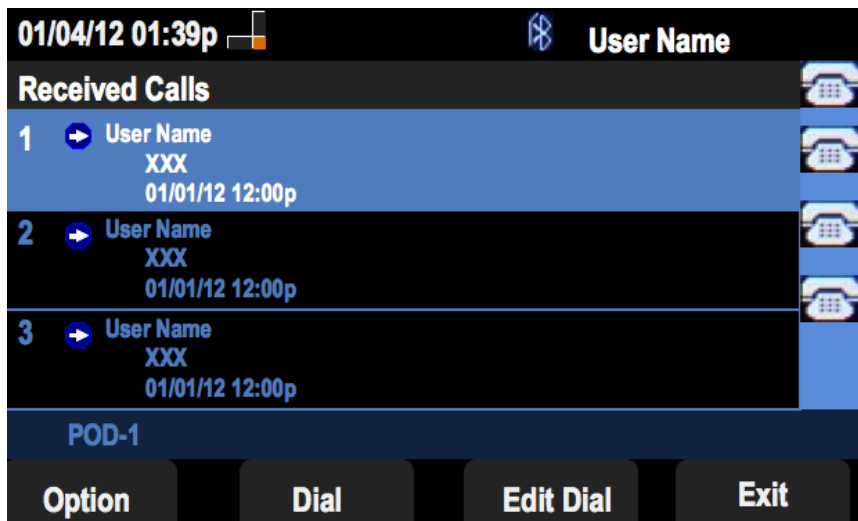 01/04/12 01:39p User Name
Received Calls
1 User Name
XXX
01/01/12 12:00p
2 User Name
XXX
01/01/12 12:00p
3 User Name
XXX
01/01/12 12:00p
POD-1
Option Dial Edit Dial Exit